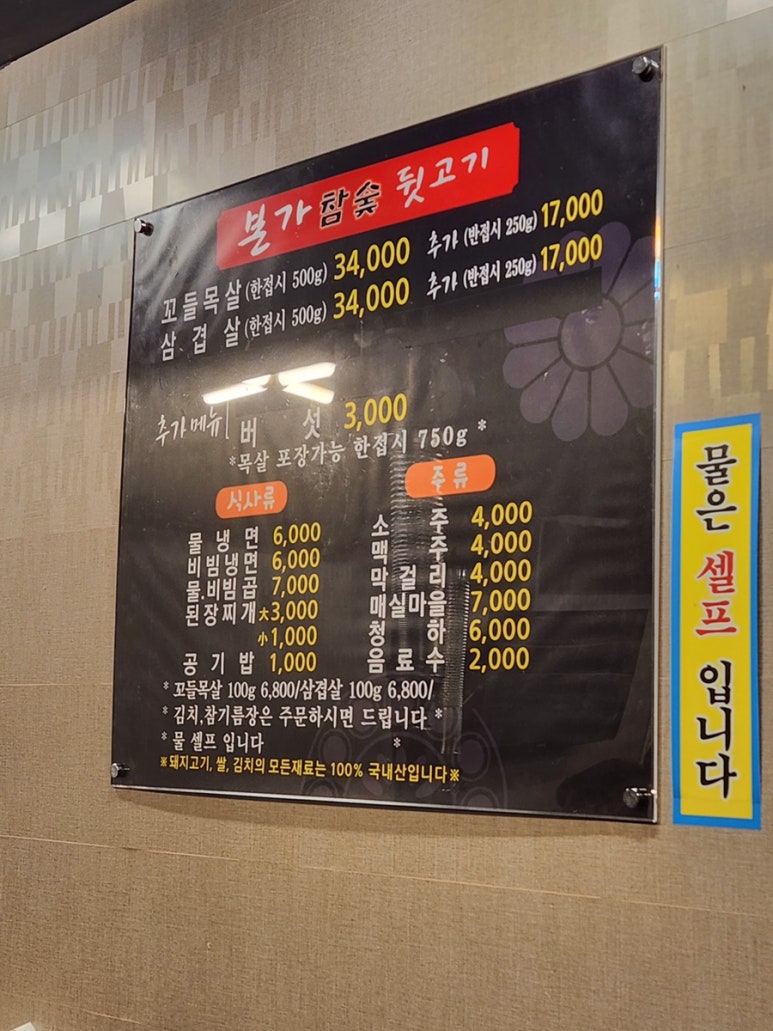 본가 참숯 뒷고기
꼬들목살 (한접시 500g) 34,000 추가 (반접시 250g) 17,000
삼겹살 (한접시 500g) 34,000 추가 (반접시 250g) 17,000
추가메뉴 버섯 3,000
*목살 포장가능 한접시 750g *
식사류
물냉면 6,000
비빔냉면 6,000
물.비빔곱 7,000
된장찌개 大3,000
小1,000
공기밥 1,000
주류
소주 4,000
맥주 4,000
막걸리 4,000
매실마을 7,000
청하 6,000
음료수 2,000
* 꼬들목살 100g 6,800/삼겹살 100g 6,800/
* 김치,참기름장은 주문하시면 드립니다 *
* 물 셀프 입니다 *
※돼지고기, 쌀, 김치의 모든재료는 100% 국내산입니다※
물은 셀프 입니다